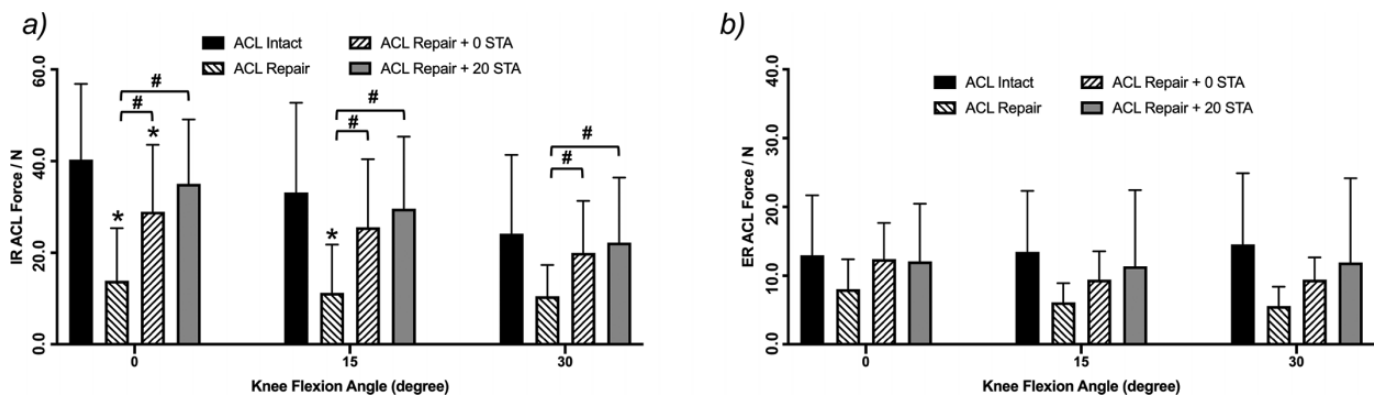 a)
ACL Intact
ACL Repair + 0 STA
ACL Repair
ACL Repair + 20 STA
IR ACL Force / N
60.0
40.0
20.0
0.0
#
#
*
*
#
#
*
#
#
0
15
30
Knee Flexion Angle (degree)
b)
ACL Intact
ACL Repair + 0 STA
ACL Repair
ACL Repair + 20 STA
ER ACL Force / N
40.0
30.0
20.0
10.0
0.0
0
15
30
Knee Flexion Angle (degree)